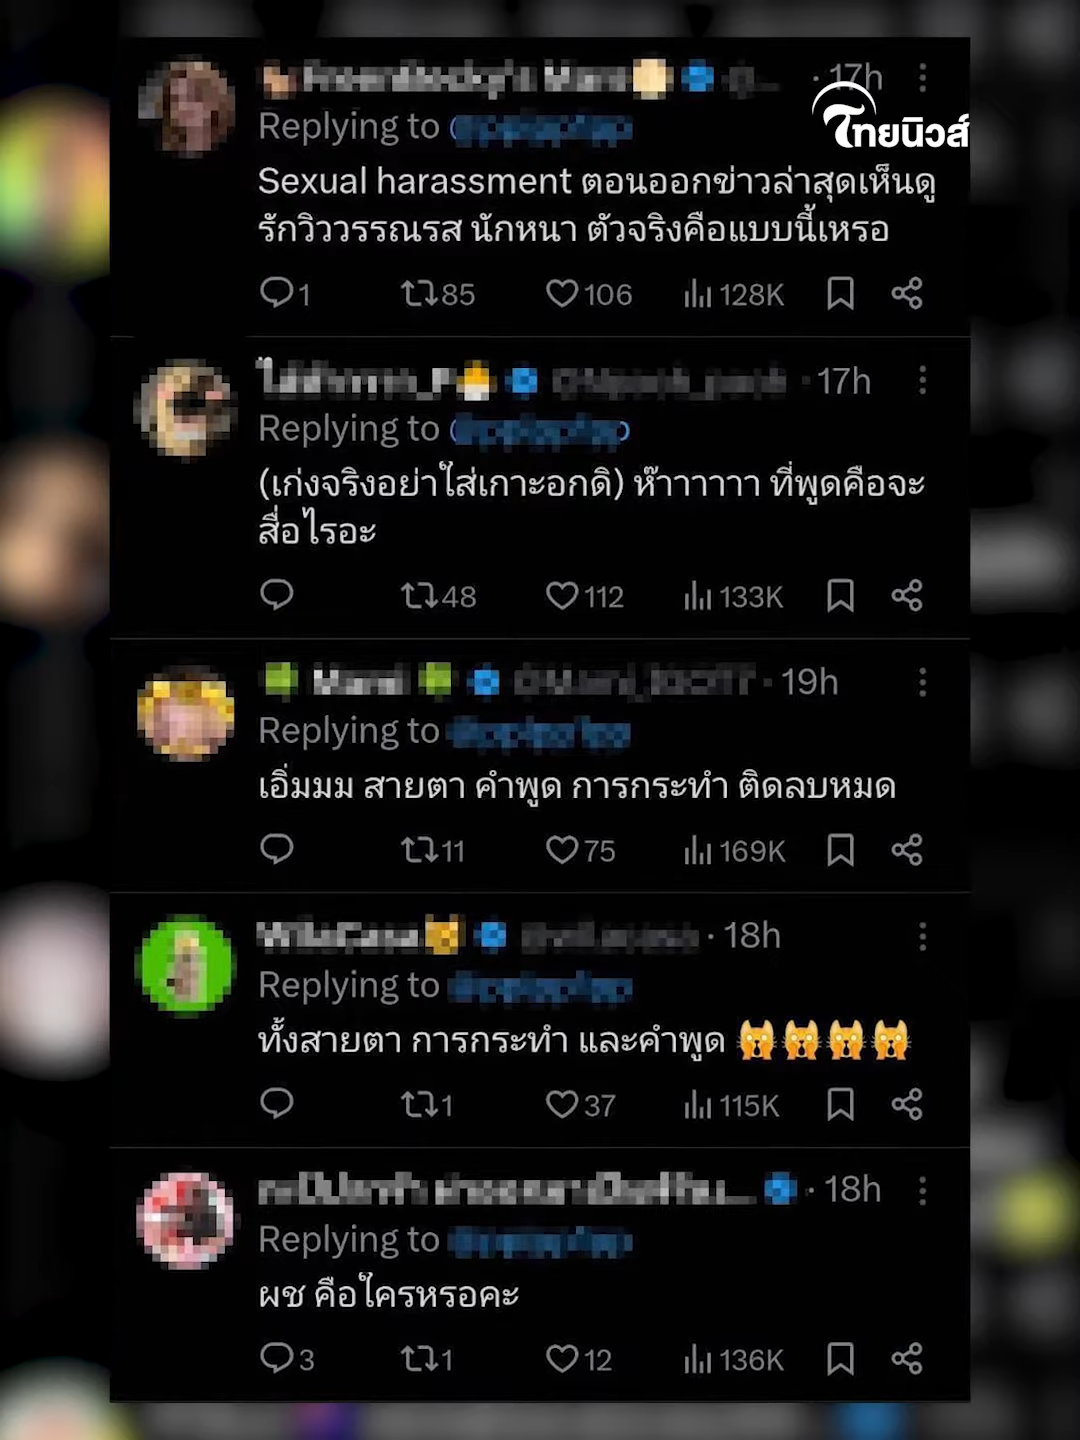 · 17h
ไทยนิวส์
Replying to
Sexual harassment ตอนออกข่าวล่าสุดเห็นดู
รักวิววรรณรส นักหนา ตัวจริงคือแบบนี้เหรอ
1 85 106 128K
· 17h
Replying to
(เก่งจริงอย่าใส่เกาะอกดิ) ห๊าาาาาา ที่พูดคือจะ
สื่อไรอะ
48 112 133K
· 19h
Replying to
เอิ่มมม สายตา คำพูด การกระทำ ติดลบหมด
11 75 169K
· 18h
Replying to
ทั้งสายตา การกระทำ และคำพูด 🙀🙀🙀🙀
1 37 115K
· 18h
Replying to
ผช คือใครหรอคะ
3 1 12 136K